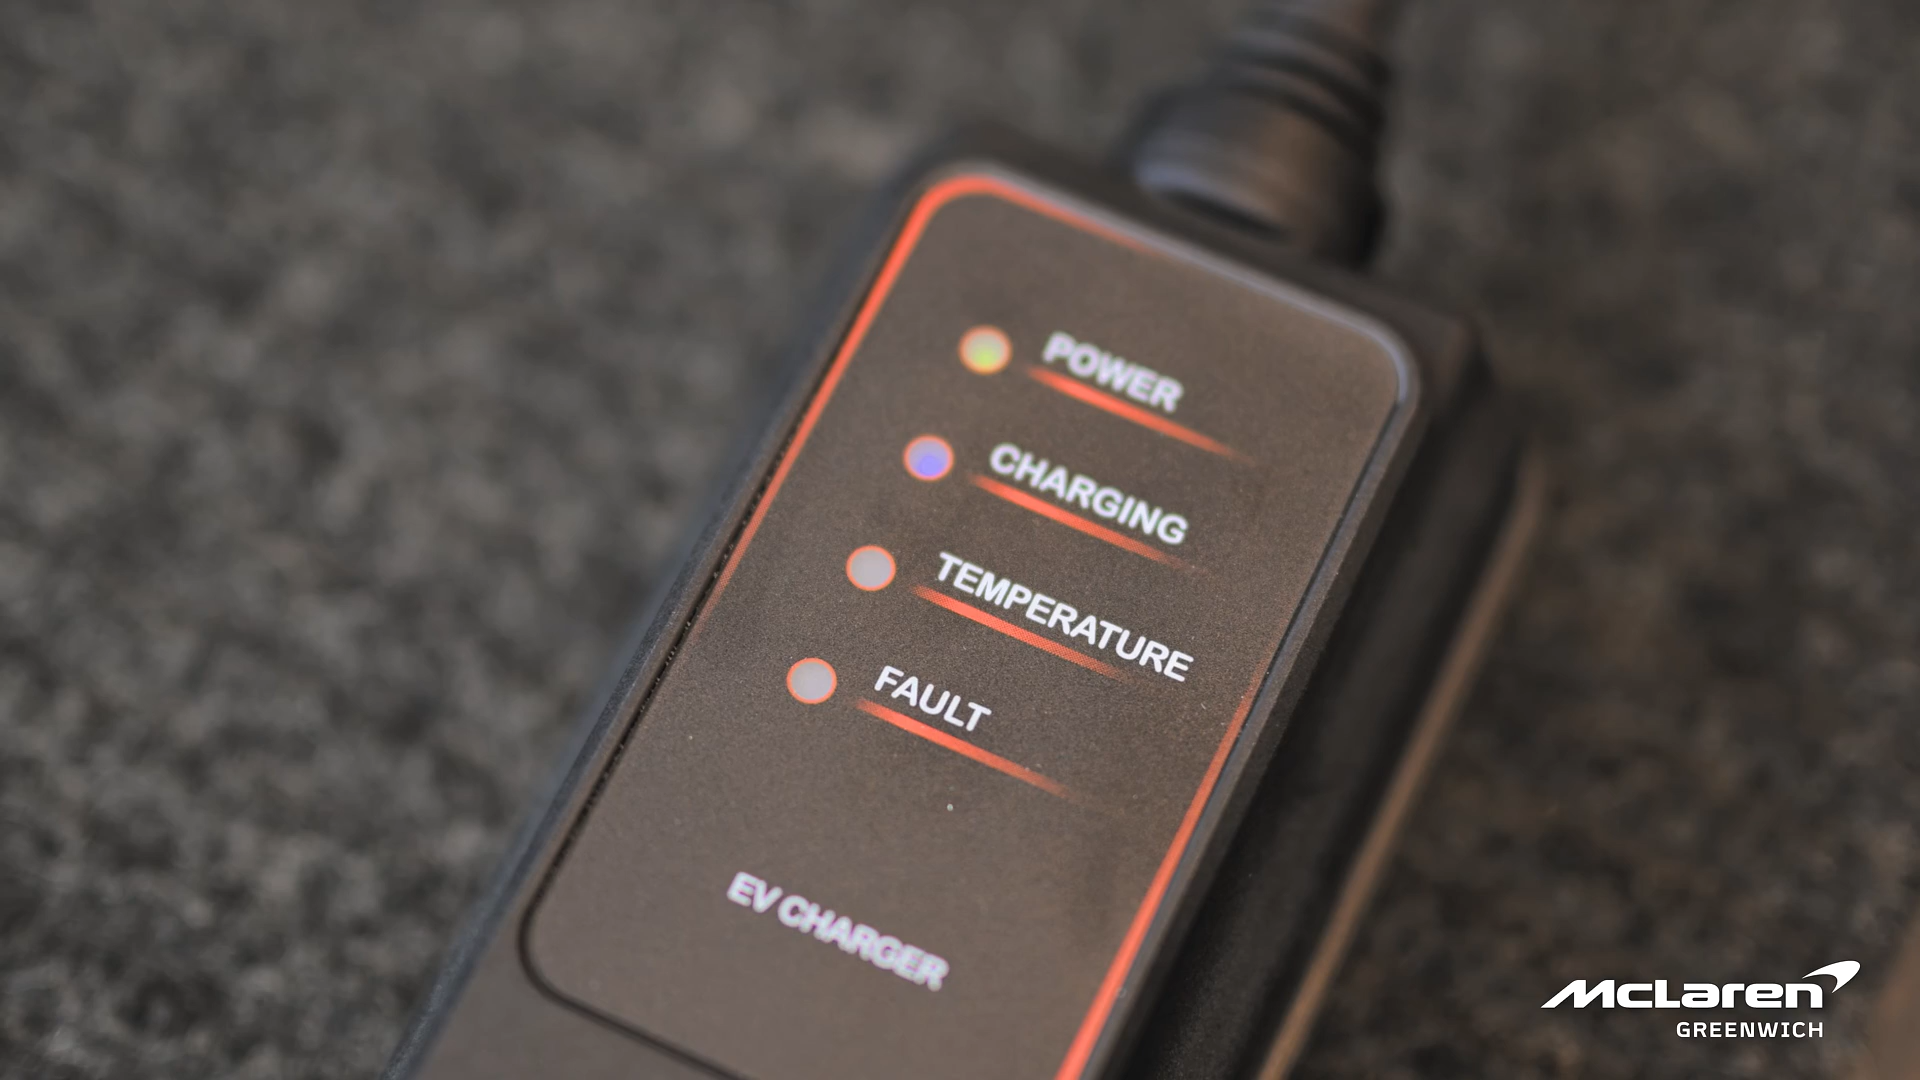 POWER
CHARGING
TEMPERATURE
FAULT
EV CHARGER
McLaren
GREENWICH